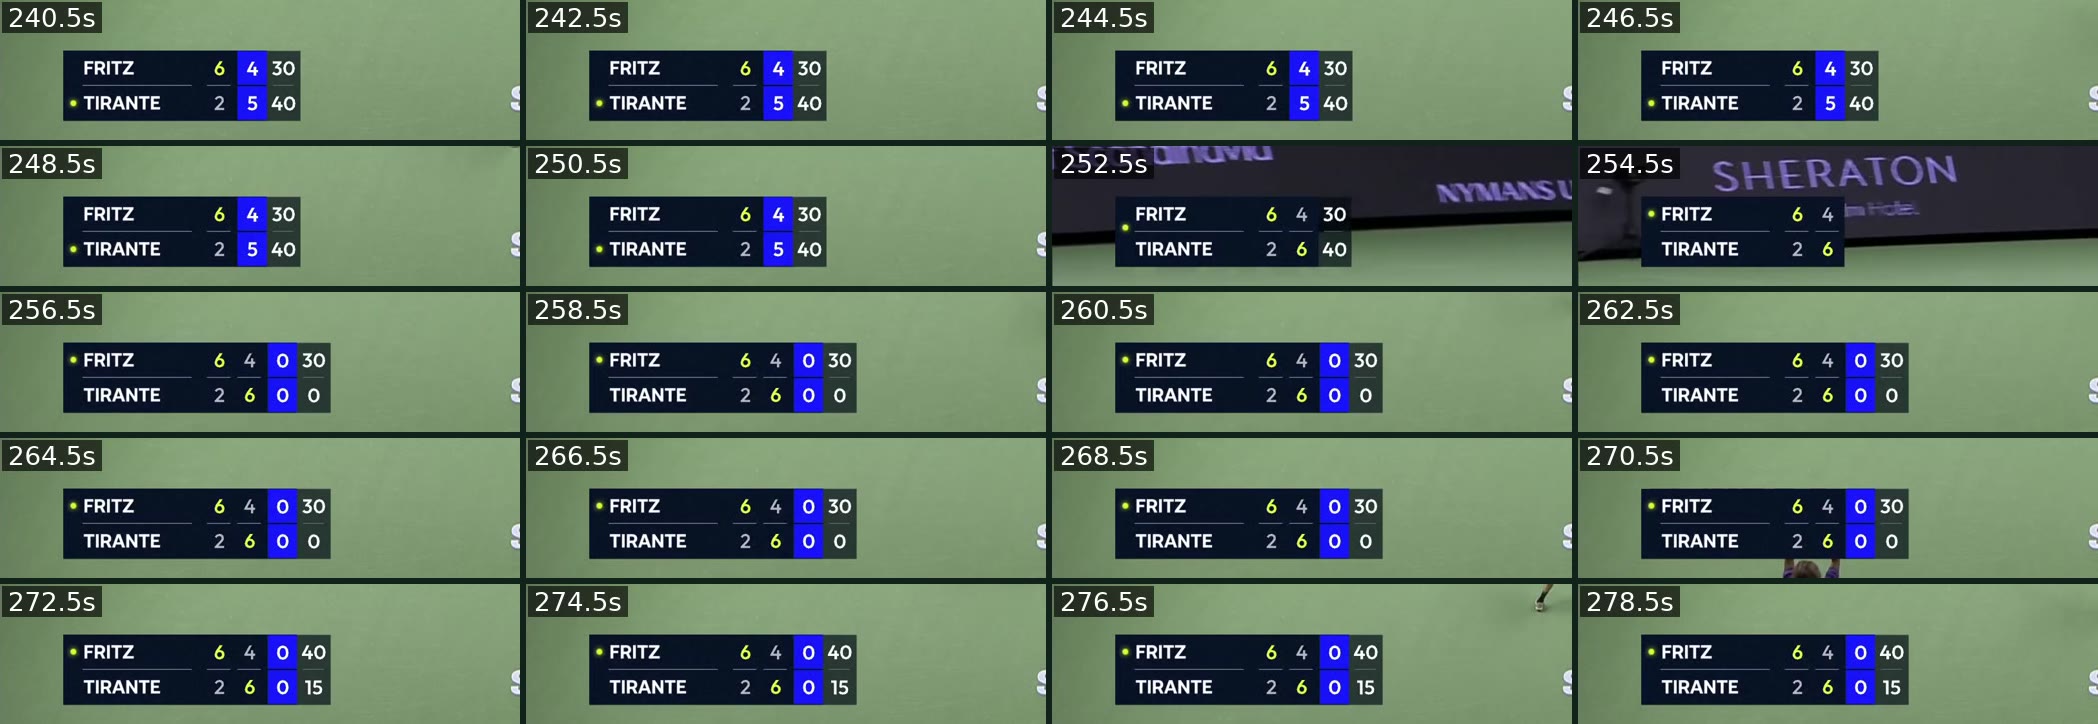 240.5s
FRITZ 6 4 30
TIRANTE 2 5 40
242.5s
FRITZ 6 4 30
TIRANTE 2 5 40
244.5s
FRITZ 6 4 30
TIRANTE 2 5 40
246.5s
FRITZ 6 4 30
TIRANTE 2 5 40
248.5s
FRITZ 6 4 30
TIRANTE 2 5 40
250.5s
FRITZ 6 4 30
TIRANTE 2 5 40
252.5s
NYMANS U
FRITZ 6 4 30
TIRANTE 2 6 40
254.5s
SHERATON
Hotel
FRITZ 6 4
TIRANTE 2 6
256.5s
FRITZ 6 4 0 30
TIRANTE 2 6 0 0
258.5s
FRITZ 6 4 0 30
TIRANTE 2 6 0 0
260.5s
FRITZ 6 4 0 30
TIRANTE 2 6 0 0
262.5s
FRITZ 6 4 0 30
TIRANTE 2 6 0 0
264.5s
FRITZ 6 4 0 30
TIRANTE 2 6 0 0
266.5s
FRITZ 6 4 0 30
TIRANTE 2 6 0 0
268.5s
FRITZ 6 4 0 30
TIRANTE 2 6 0 0
270.5s
FRITZ 6 4 0 30
TIRANTE 2 6 0 0
272.5s
FRITZ 6 4 0 40
TIRANTE 2 6 0 15
274.5s
FRITZ 6 4 0 40
TIRANTE 2 6 0 15
276.5s
FRITZ 6 4 0 40
TIRANTE 2 6 0 15
278.5s
FRITZ 6 4 0 40
TIRANTE 2 6 0 15